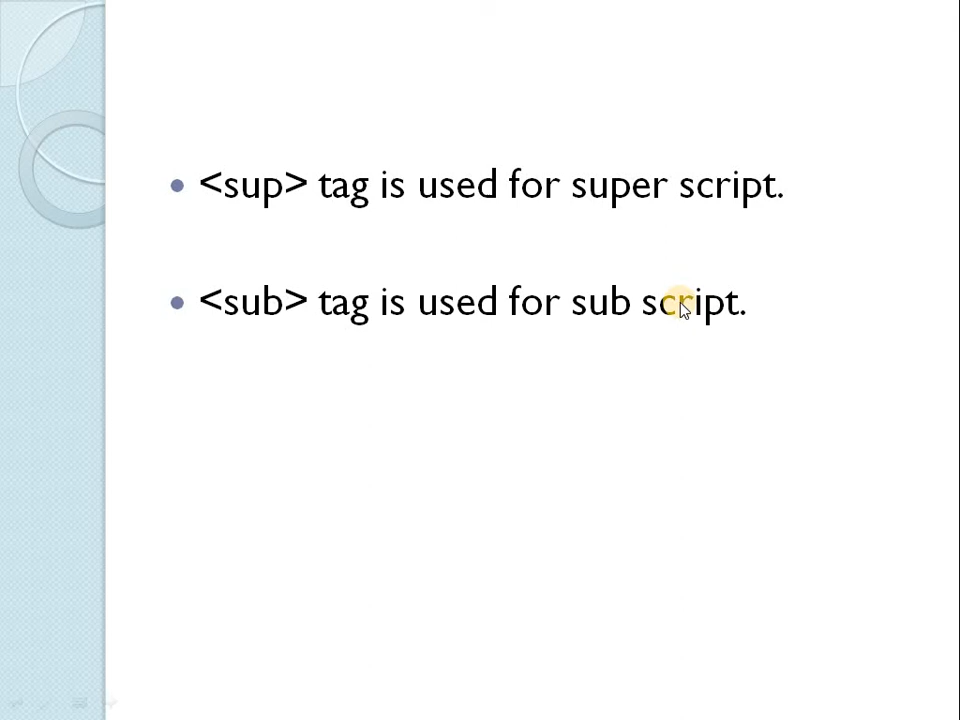 • <sup> tag is used for super script.
• <sub> tag is used for sub script.